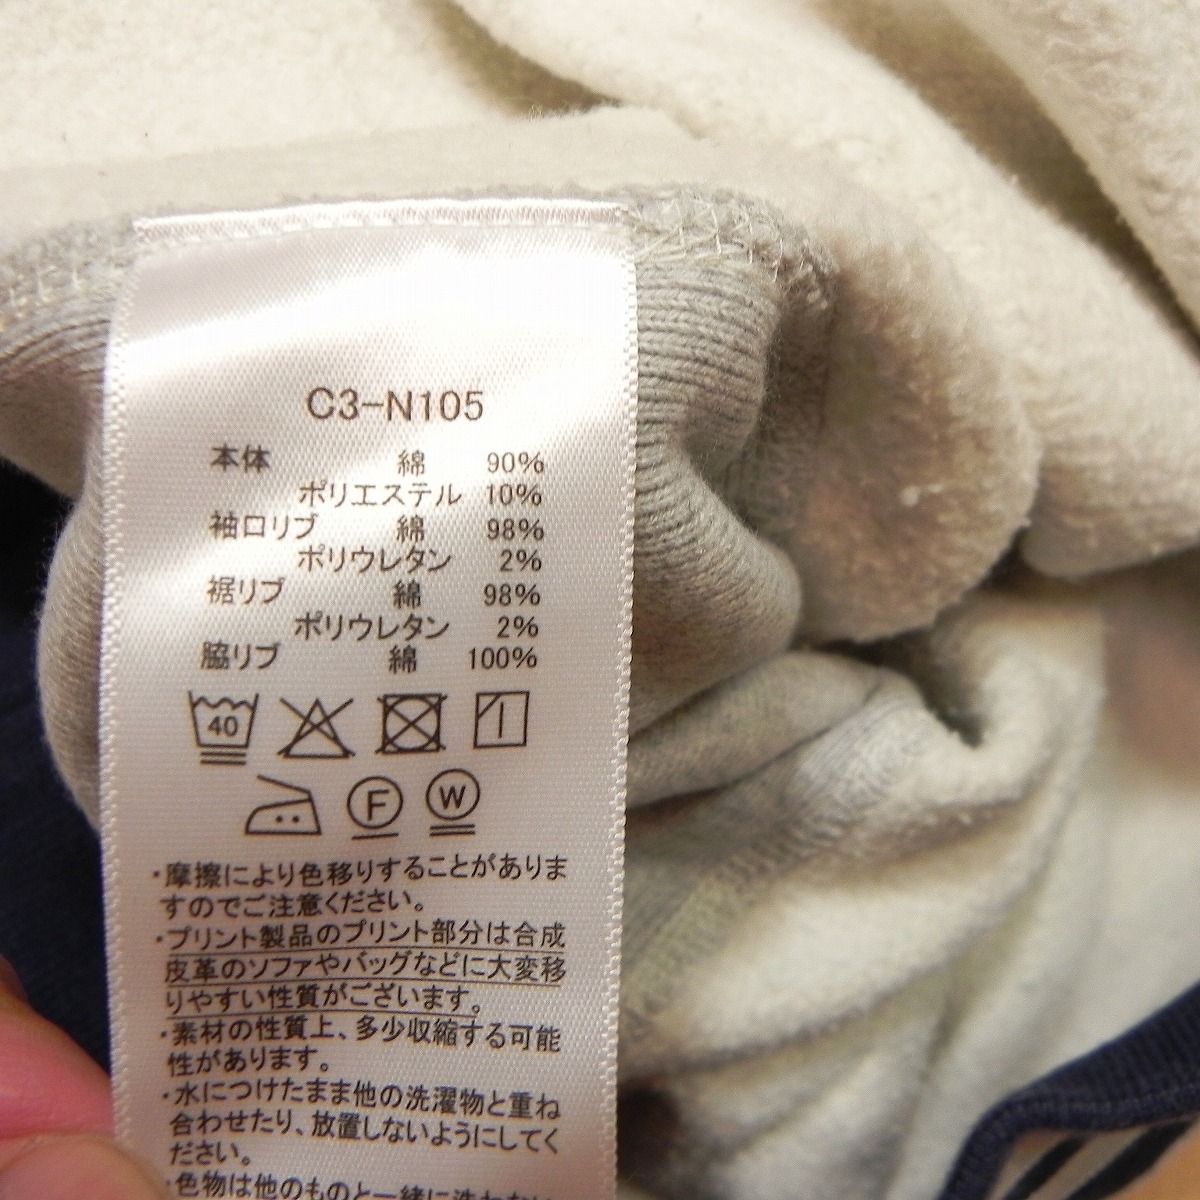 C3-N105
本体 綿 90%
ポリエステル 10%
袖口リブ 綿 98%
ポリウレタン 2%
裾リブ 綿 98%
ポリウレタン 2%
脇リブ 綿 100%
40
F W
・摩擦により色移りすることがありま
すのでご注意ください。
・プリント製品のプリント部分は合成
皮革のソファやバッグなどに大変移
りやすい性質がございます。
・素材の性質上、多少収縮する可能
性があります。
・水につけたまま他の洗濯物と重ね
合わせたり、放置しないようにしてく
ださい。
・色物は他のものと一緒に洗わない